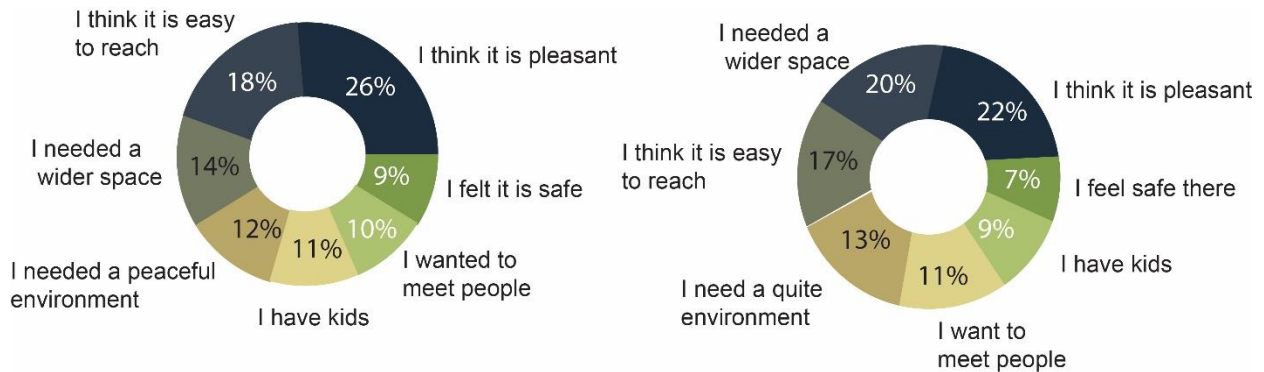 I think it is easy
to reach
18%
I think it is pleasant
26%
I needed a
wider space
14%
9%
I felt it is safe
12%
11%
10%
I needed a peaceful
environment
I have kids
I wanted to
meet people
I needed a
wider space
20%
I think it is pleasant
22%
I think it is easy
to reach
17%
7%
I feel safe there
13%
11%
9%
I have kids
I need a quite
environment
I want to
meet people